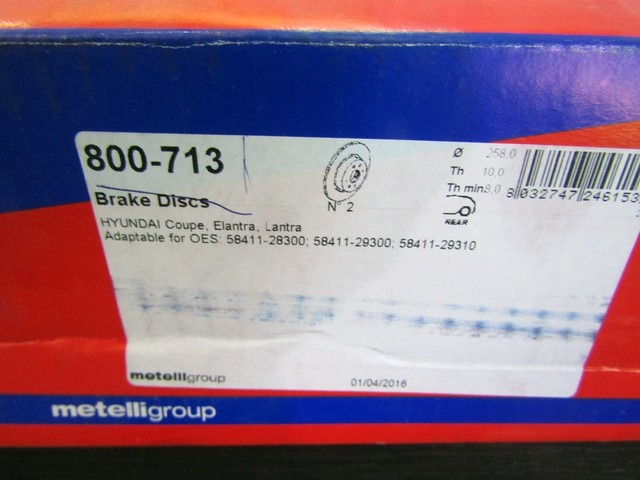 800-713
Brake Discs
HYUNDAI Coupe, Elantra, Lantra
Adaptable for OES: 58411-28300; 58411-29300; 58411-29310
N° 2
Ø 258,0
Th 10,0
Th min. 8,0
REAR
8 032747 246153
metelligroup
01/04/2016
metelligroup